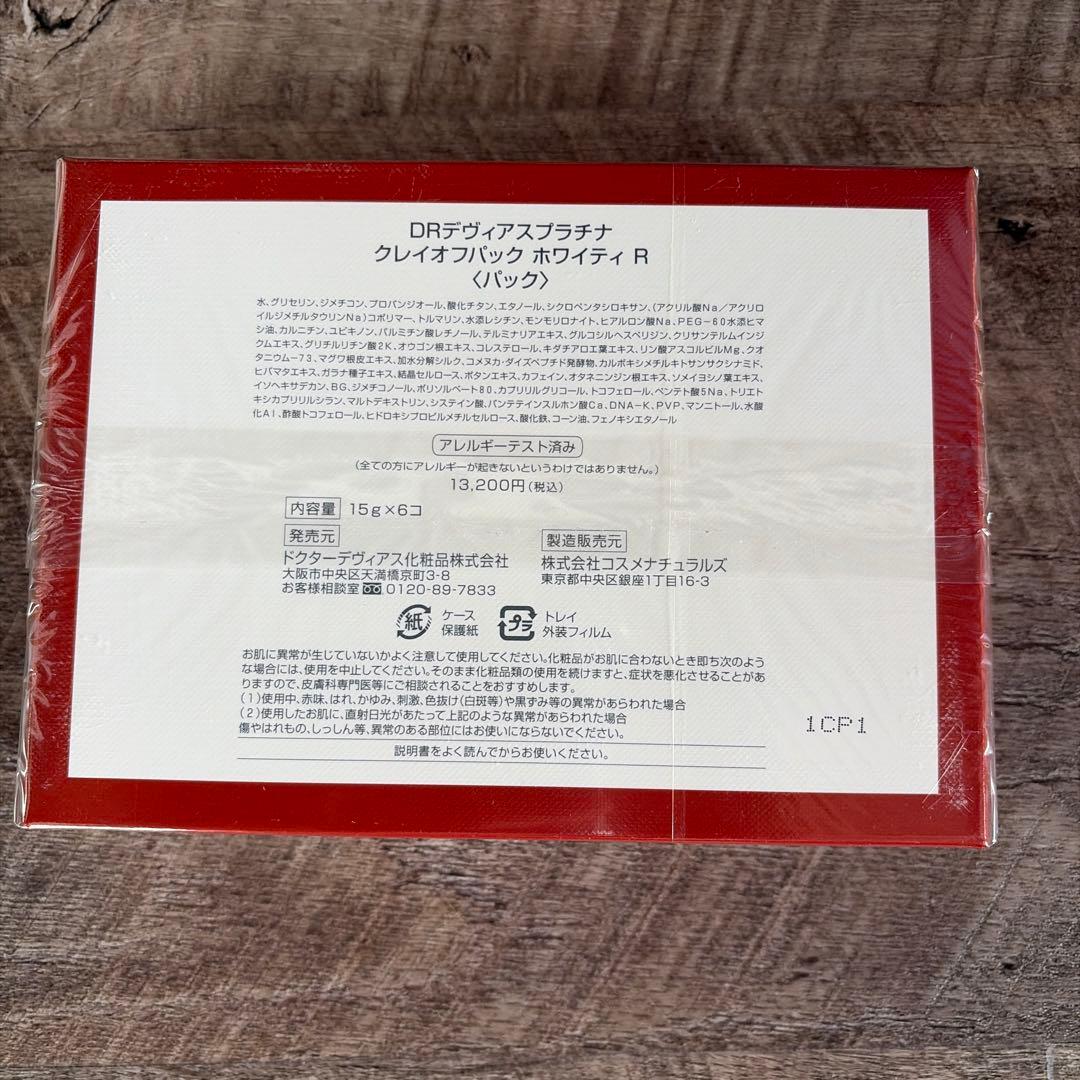 DRデヴィアスプラチナ
クレイオフパック ホワイティ R
〈パック〉
水、グリセリン、ジメチコン、プロパンジオール、酸化チタン、エタノール、シクロペンタシロキサン、(アクリル酸Na/アクリロ
イルジメチルタウリンNa)コポリマー、トルマリン、水添レシチン、モンモリロナイト、ヒアルロン酸Na、PEG-60水添ヒマ
シ油、カルニチン、ユビキノン、パルミチン酸レチノール、テルミナリアエキス、グルコシルヘスペリジン、クリサンテルムインジ
クムエキス、グリチルリチン酸2K、オウゴン根エキス、コレステロール、キダチアロエ葉エキス、リン酸アスコルビルMg、クオ
タニウム-73、マグワ根皮エキス、加水分解シルク、コメヌカ・ダイズペプチド発酵物、カルボキシメチルキトサンサクシナミド、
ヒバマタエキス、ガラナ種子エキス、結晶セルロース、ボタンエキス、カフェイン、オタネニンジン根エキス、ソメイヨシノ葉エキス、
イソヘキサデカン、BG、ジメチコノール、ポリソルベート80、カプリリルグリコール、トコフェロール、ペンテト酸5Na、トリエト
キシカプリリルシラン、マルトデキストリン、システイン酸、パンテテインスルホン酸Ca、DNA-K、PVP、マンニトール、水酸
化Al、酢酸トコフェロール、ヒドロキシプロピルメチルセルロース、酸化鉄、コーン油、フェノキシエタノール
アレルギーテスト済み
(全ての方にアレルギーが起きないというわけではありません。)
13,200円(税込)
内容量 15g×6コ
発売元
ドクターデヴィアス化粧品株式会社
大阪市中央区天満橋京町3-8
お客様相談室 0120-89-7833
製造販売元
株式会社コスメナチュラルズ
東京都中央区銀座1丁目16-3
紙 ケース
保護紙
プラ トレイ
外装フィルム
お肌に異常が生じていないかよく注意して使用してください。化粧品がお肌に合わないとき即ち次のよう
な場合には、使用を中止してください。そのまま化粧品類の使用を続けますと、症状を悪化させることがあ
りますので、皮膚科専門医等にご相談されることをおすすめします。
(1)使用中、赤味、はれ、かゆみ、刺激、色抜け(白斑等)や黒ずみ等の異常があらわれた場合
(2)使用したお肌に、直射日光があたって上記のような異常があらわれた場合
傷やはれもの、しっしん等、異常のある部位にはお使いにならないでください。
説明書をよく読んでからお使いください。
1CP1